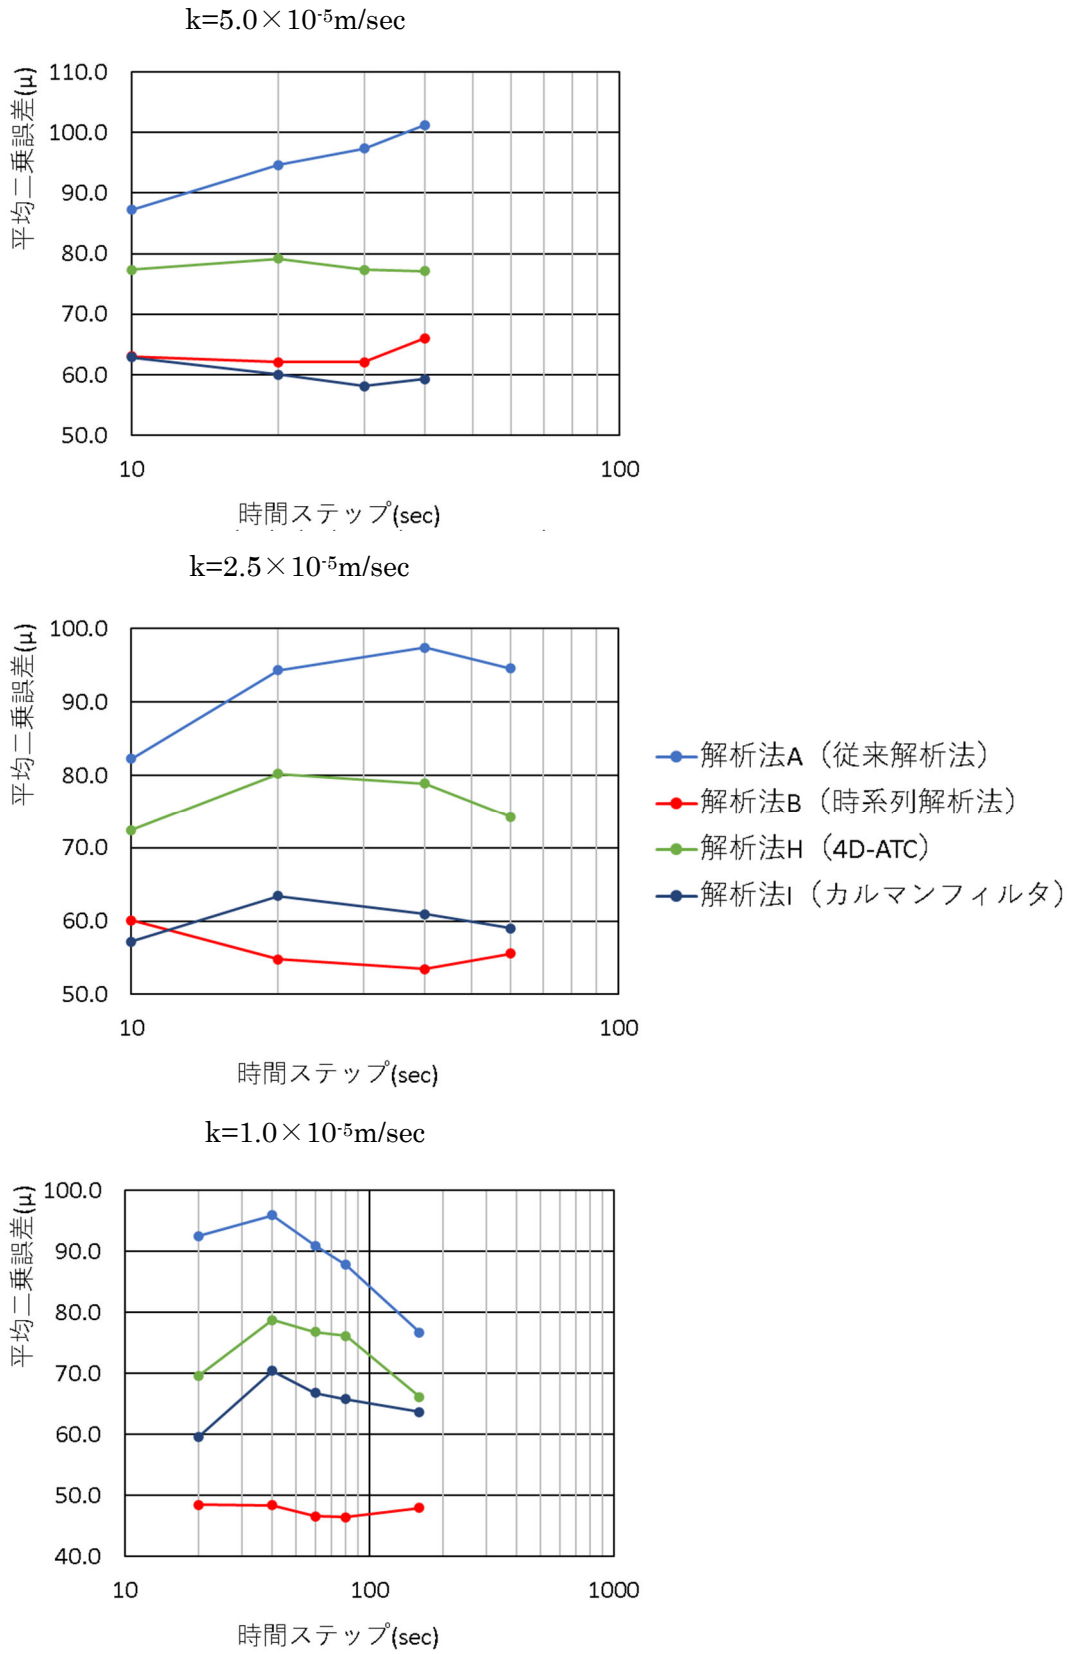 k=5.0×10-5m/sec
平均二乗誤差(μ)
110.0
100.0
90.0
80.0
70.0
60.0
50.0
10 100
時間ステップ(sec)
k=2.5×10-5m/sec
平均二乗誤差(μ)
100.0
90.0
80.0
70.0
60.0
50.0
10 100
時間ステップ(sec)
解析法A（従来解析法）
解析法B（時系列解析法）
解析法H（4D-ATC）
解析法I（カルマンフィルタ）
k=1.0×10-5m/sec
平均二乗誤差(μ)
100.0
90.0
80.0
70.0
60.0
50.0
40.0
10 100 1000
時間ステップ(sec)